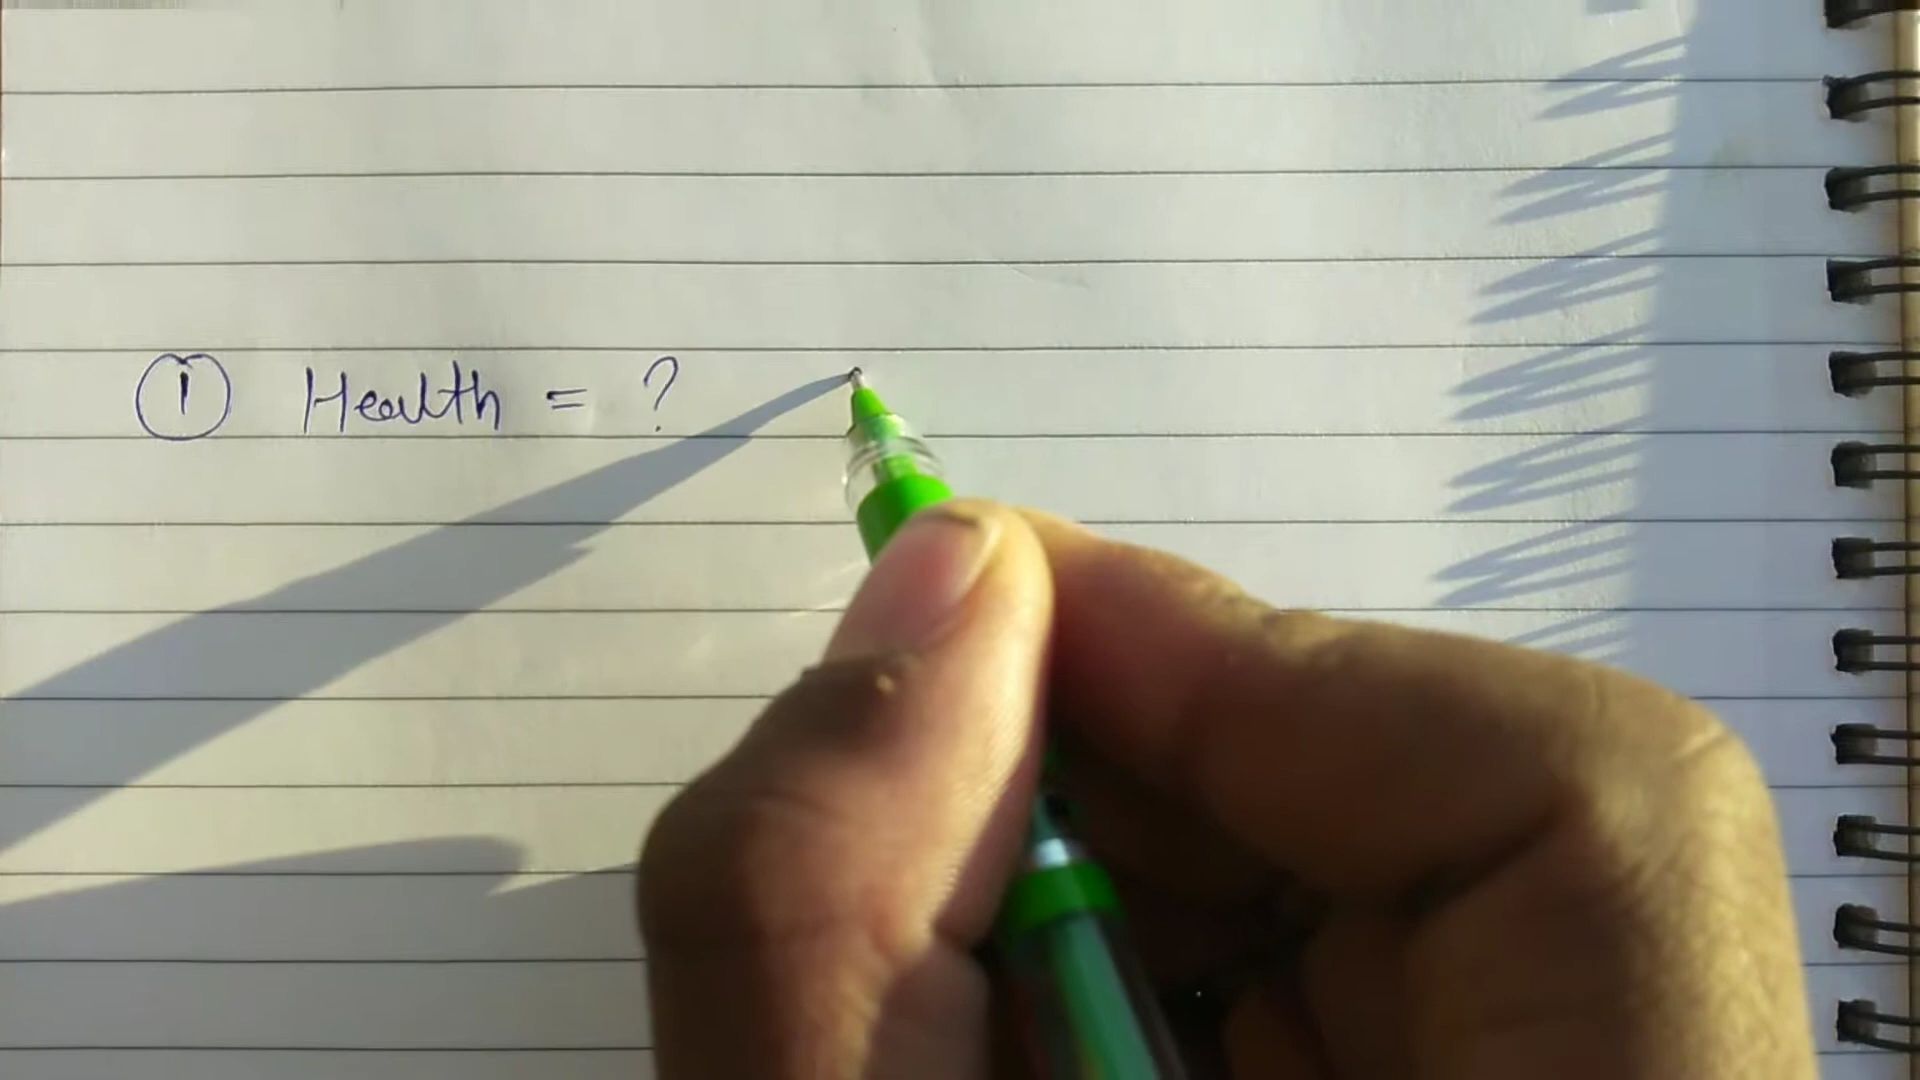 ① Health = ?